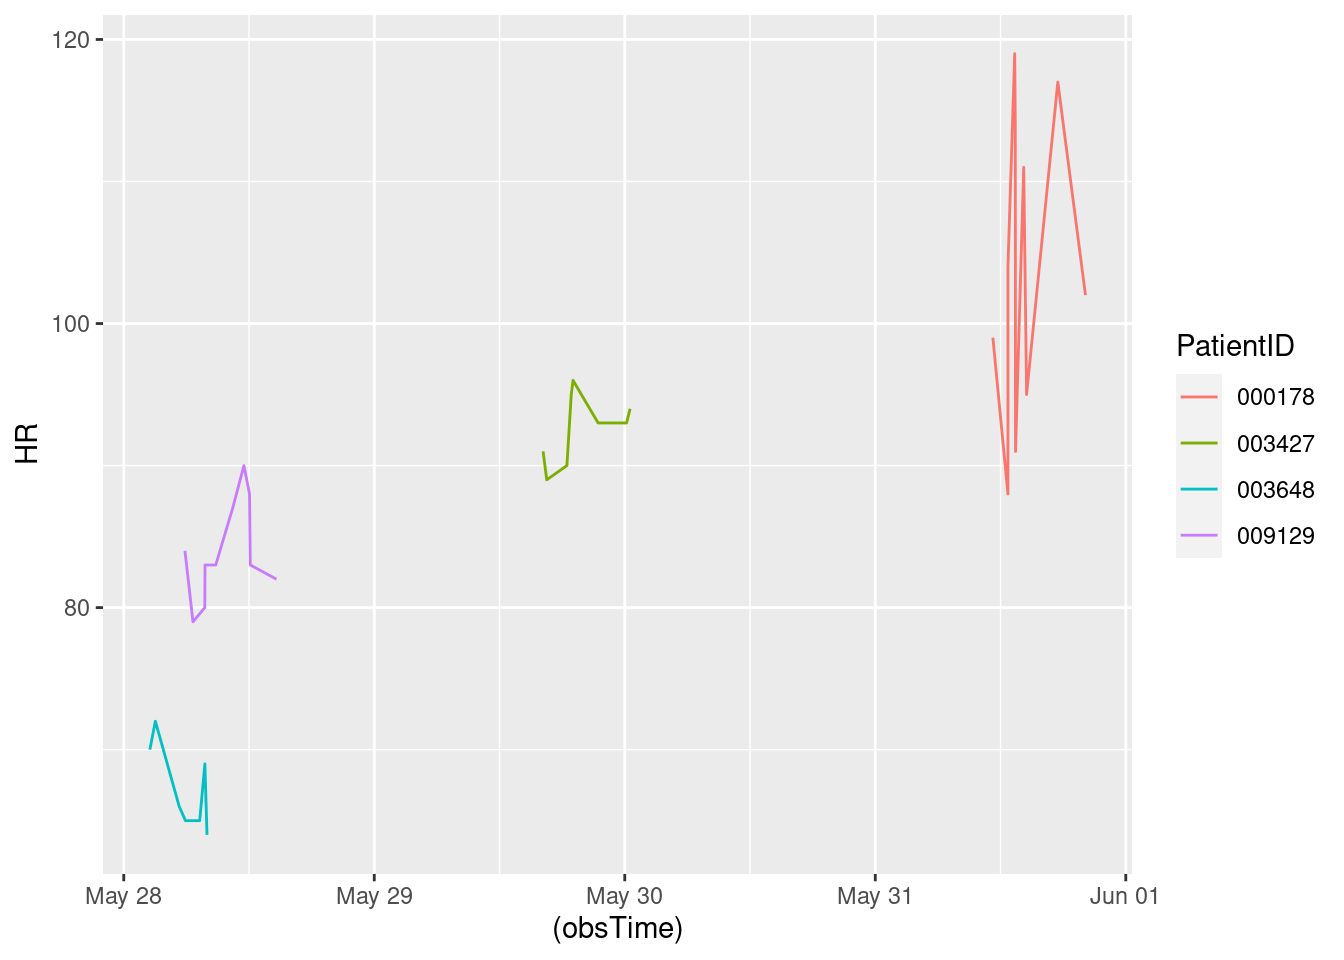 120
100
80
HR
May 28
May 29
May 30
May 31
Jun 01
(obsTime)
PatientID
000178
003427
003648
009129